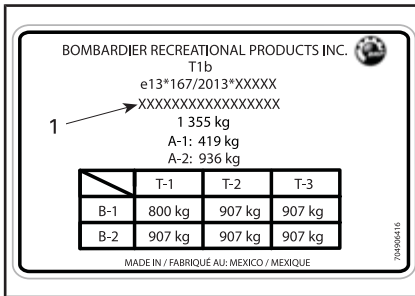 BOMBARDIER RECREATIONAL PRODUCTS INC.
T1b
e13*167/2013*XXXXX
XXXXXXXXXXXXXXXXX
1
1 355 kg
A-1: 419 kg
A-2: 936 kg
T-1 T-2 T-3
B-1 800 kg 907 kg 907 kg
B-2 907 kg 907 kg 907 kg
MADE IN / FABRIQUÉ AU: MEXICO / MEXIQUE
704906416